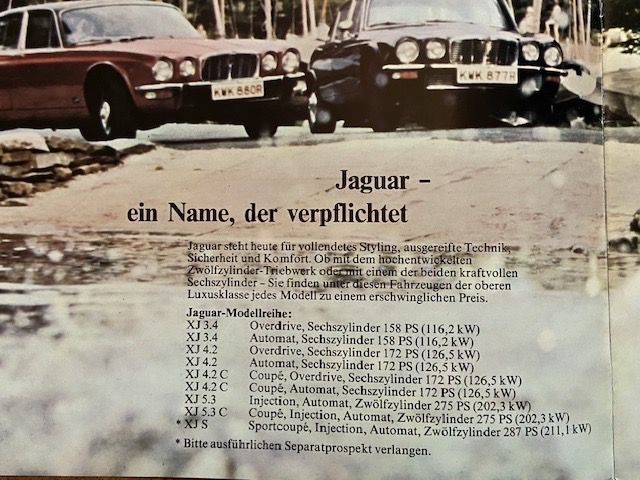 KWK 880R
KWK 877R
Jaguar –
ein Name, der verpflichtet
Jaguar steht heute für vollendetes Styling, ausgereifte Technik,
Sicherheit und Komfort. Ob mit dem hochentwickelten
Zwölfzylinder-Triebwerk oder mit einem der beiden kraftvollen
Sechszylinder – Sie finden unter diesen Fahrzeugen der oberen
Luxusklasse jedes Modell zu einem erschwinglichen Preis.
Jaguar-Modellreihe:
XJ 3.4 Overdrive, Sechszylinder 158 PS (116,2 kW)
XJ 3.4 Automat, Sechszylinder 158 PS (116,2 kW)
XJ 4.2 Overdrive, Sechszylinder 172 PS (126,5 kW)
XJ 4.2 Automat, Sechszylinder 172 PS (126,5 kW)
XJ 4.2 C Coupé, Overdrive, Sechszylinder 172 PS (126,5 kW)
XJ 4.2 C Coupé, Automat, Sechszylinder 172 PS (126,5 kW)
XJ 5.3 Injection, Automat, Zwölfzylinder 275 PS (202,3 kW)
XJ 5.3 C Coupé, Injection, Automat, Zwölfzylinder 275 PS (202,3 kW)
* XJ S Sportcoupé, Injection, Automat, Zwölfzylinder 287 PS (211,1 kW)
* Bitte ausführlichen Separatprospekt verlangen.